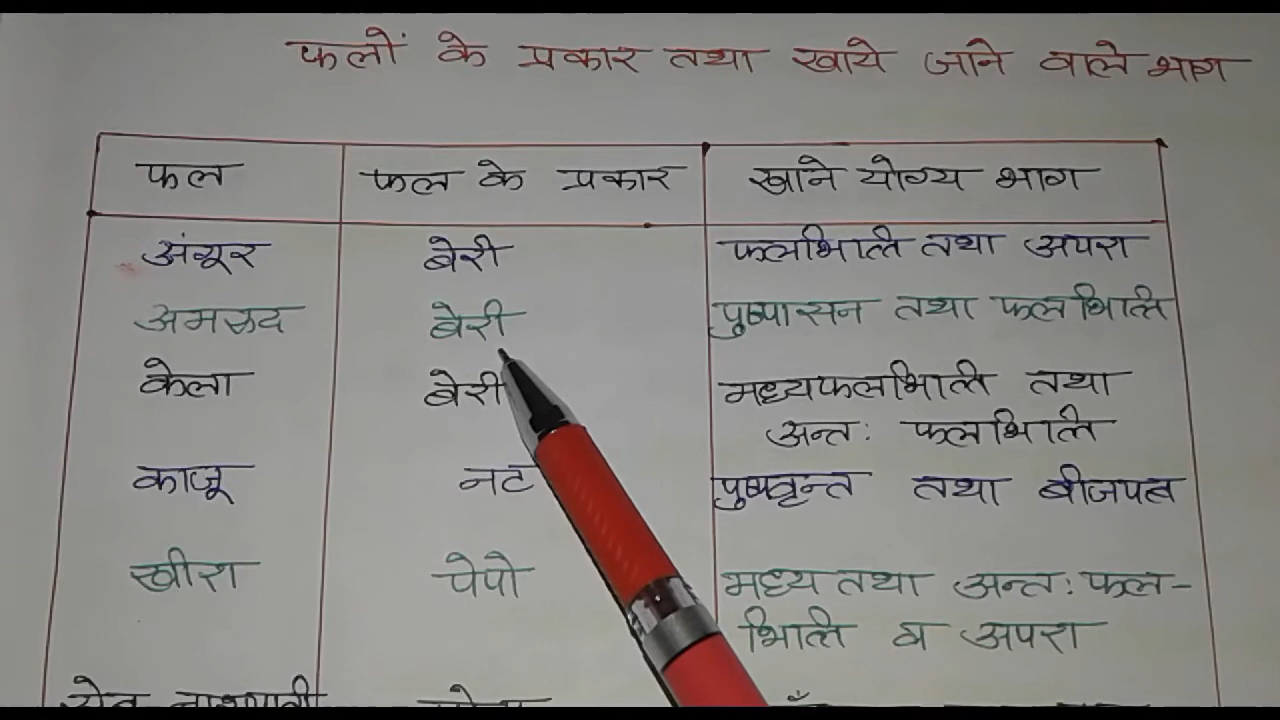 फलों के प्रकार तथा खाये जाने वाले भाग
फल फल के प्रकार खाने योग्य भाग
अंगूर बेरी फलभित्ति तथा अपरा
अमरूद बेरी पुष्पासन तथा फलभित्ति
केला बेरी मध्यफलभित्ति तथा
अन्तः फलभित्ति
काजू नट पुष्पवृन्त तथा बीजपत्र
खीरा पेपो मध्य तथा अन्तः फल-
भित्ति व अपरा